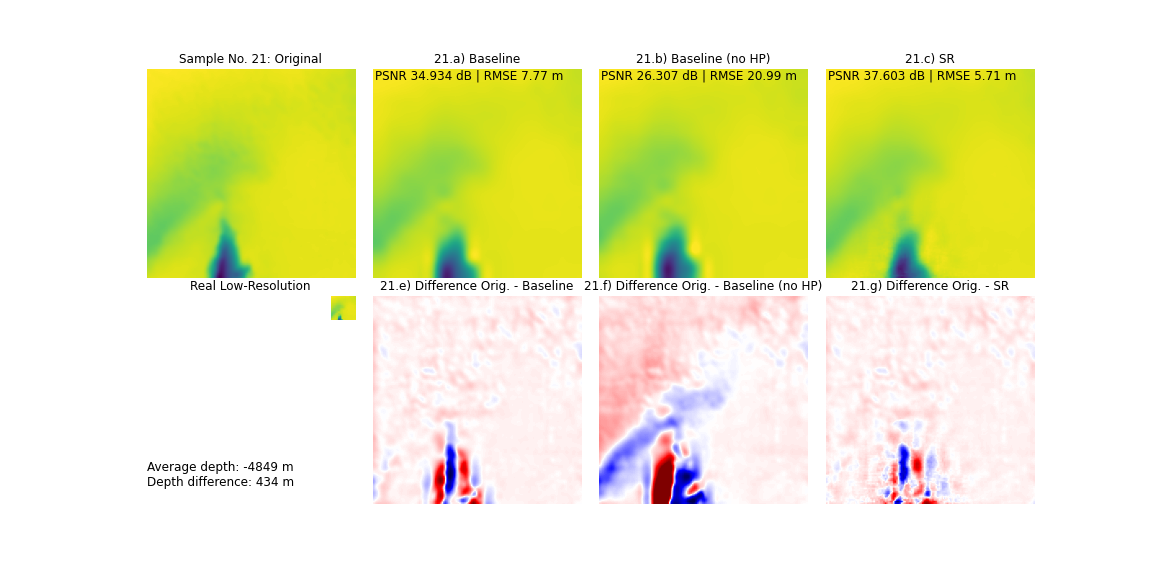 Sample No. 21: Original
21.a) Baseline
21.b) Baseline (no HP)
21.c) SR
PSNR 34.934 dB | RMSE 7.77 m
PSNR 26.307 dB | RMSE 20.99 m
PSNR 37.603 dB | RMSE 5.71 m
Real Low-Resolution
21.e) Difference Orig. - Baseline
21.f) Difference Orig. - Baseline (no HP)
21.g) Difference Orig. - SR
Average depth: -4849 m
Depth difference: 434 m